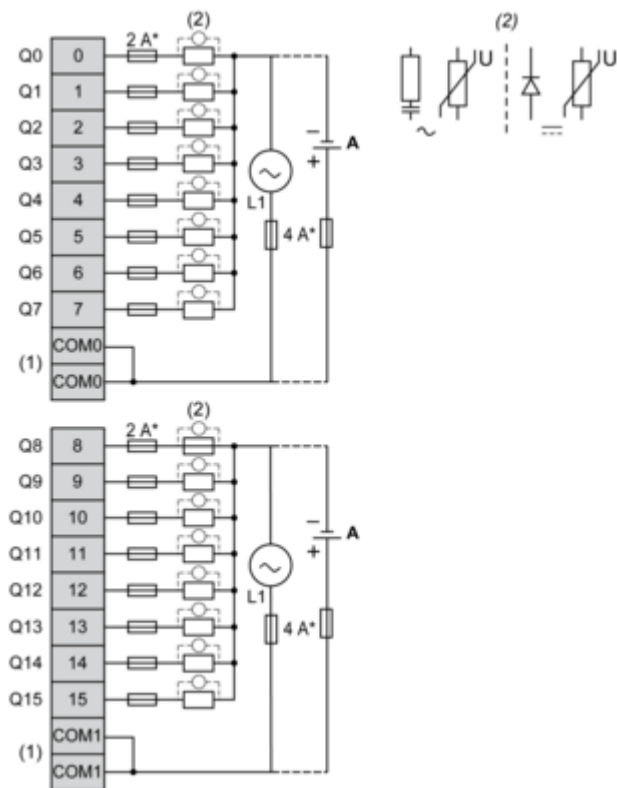 (2) (2)
Q0 0 2 A*
Q1 1 U U
Q2 2
Q3 3 − A
+
Q4 4 L1
Q5 5 4 A*
Q6 6
Q7 7
COM0
(1)
COM0
(2)
Q8 8 2 A*
Q9 9
Q10 10
Q11 11 − A
+
Q12 12 L1
Q13 13 4 A*
Q14 14
Q15 15
COM1
(1)
COM1